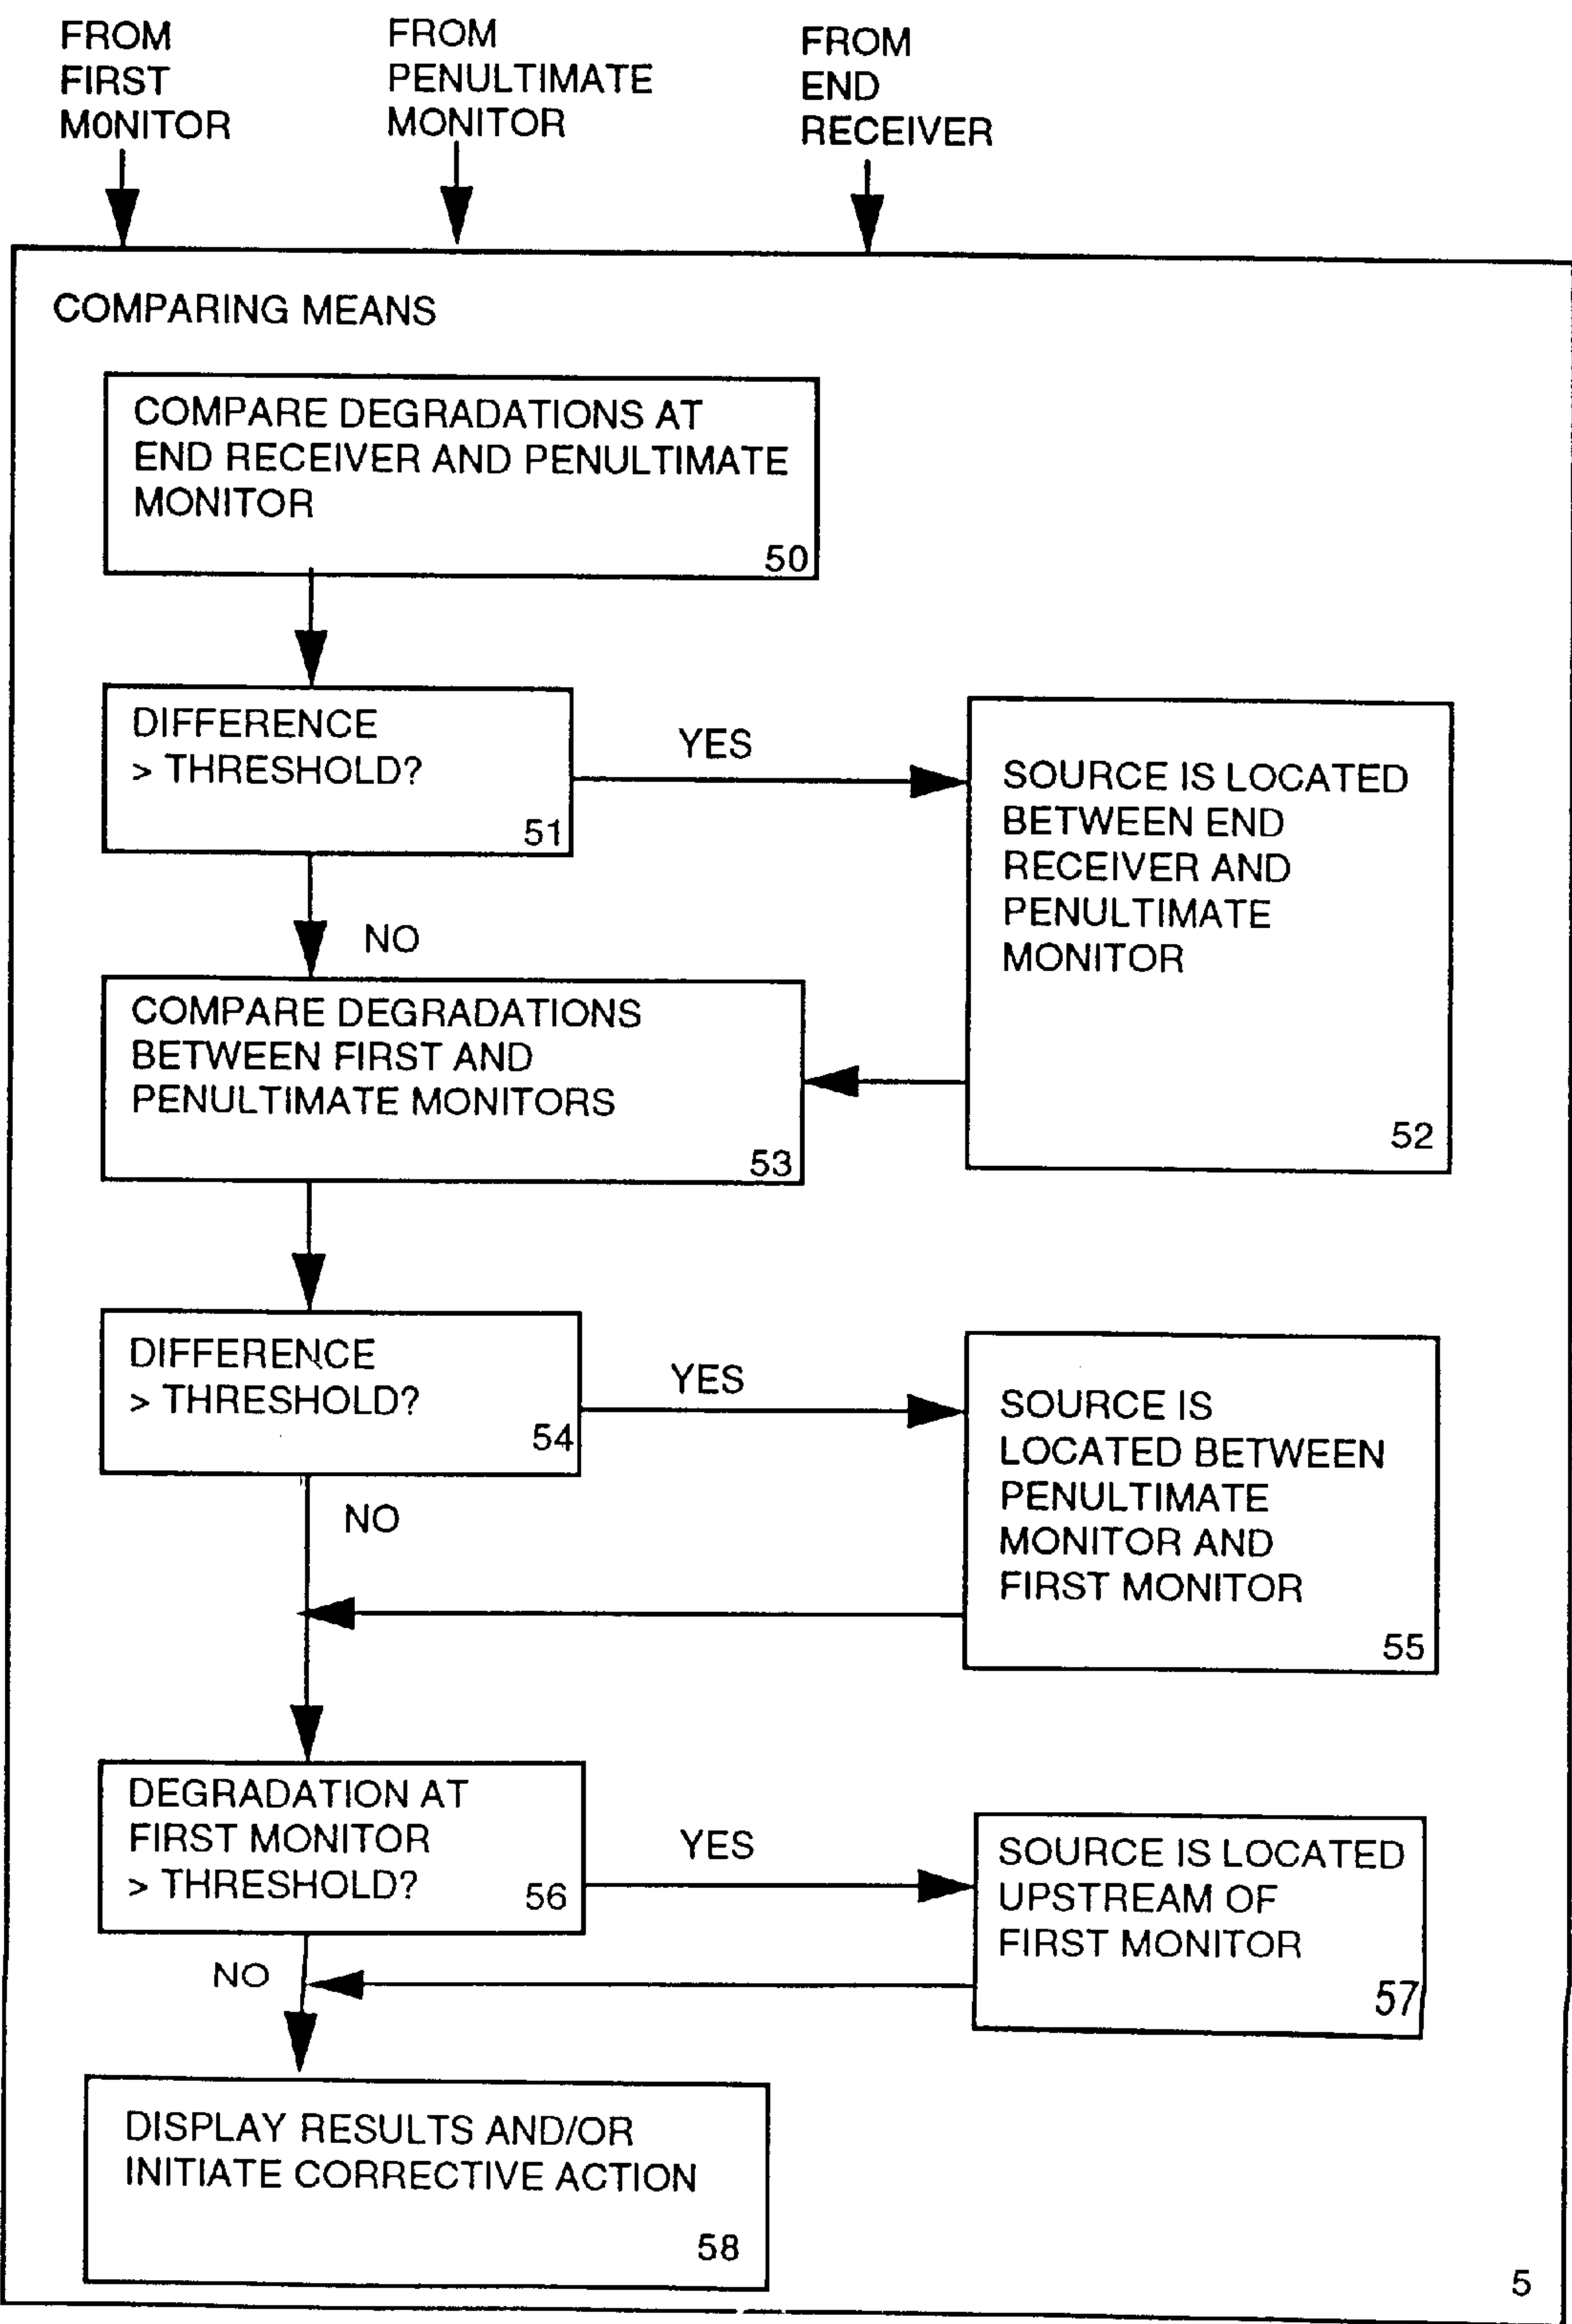 FROM
FIRST
MONITOR
FROM
PENULTIMATE
MONITOR
FROM
END
RECEIVER
COMPARING MEANS
COMPARE DEGRADATIONS AT
END RECEIVER AND PENULTIMATE
MONITOR
50
DIFFERENCE
> THRESHOLD?
51
YES
SOURCE IS LOCATED
BETWEEN END
RECEIVER AND
PENULTIMATE
MONITOR
52
NO
COMPARE DEGRADATIONS
BETWEEN FIRST AND
PENULTIMATE MONITORS
53
DIFFERENCE
> THRESHOLD?
54
YES
SOURCE IS
LOCATED BETWEEN
PENULTIMATE
MONITOR AND
FIRST MONITOR
55
NO
DEGRADATION AT
FIRST MONITOR
> THRESHOLD?
56
YES
SOURCE IS LOCATED
UPSTREAM OF
FIRST MONITOR
57
NO
DISPLAY RESULTS AND/OR
INITIATE CORRECTIVE ACTION
58
5